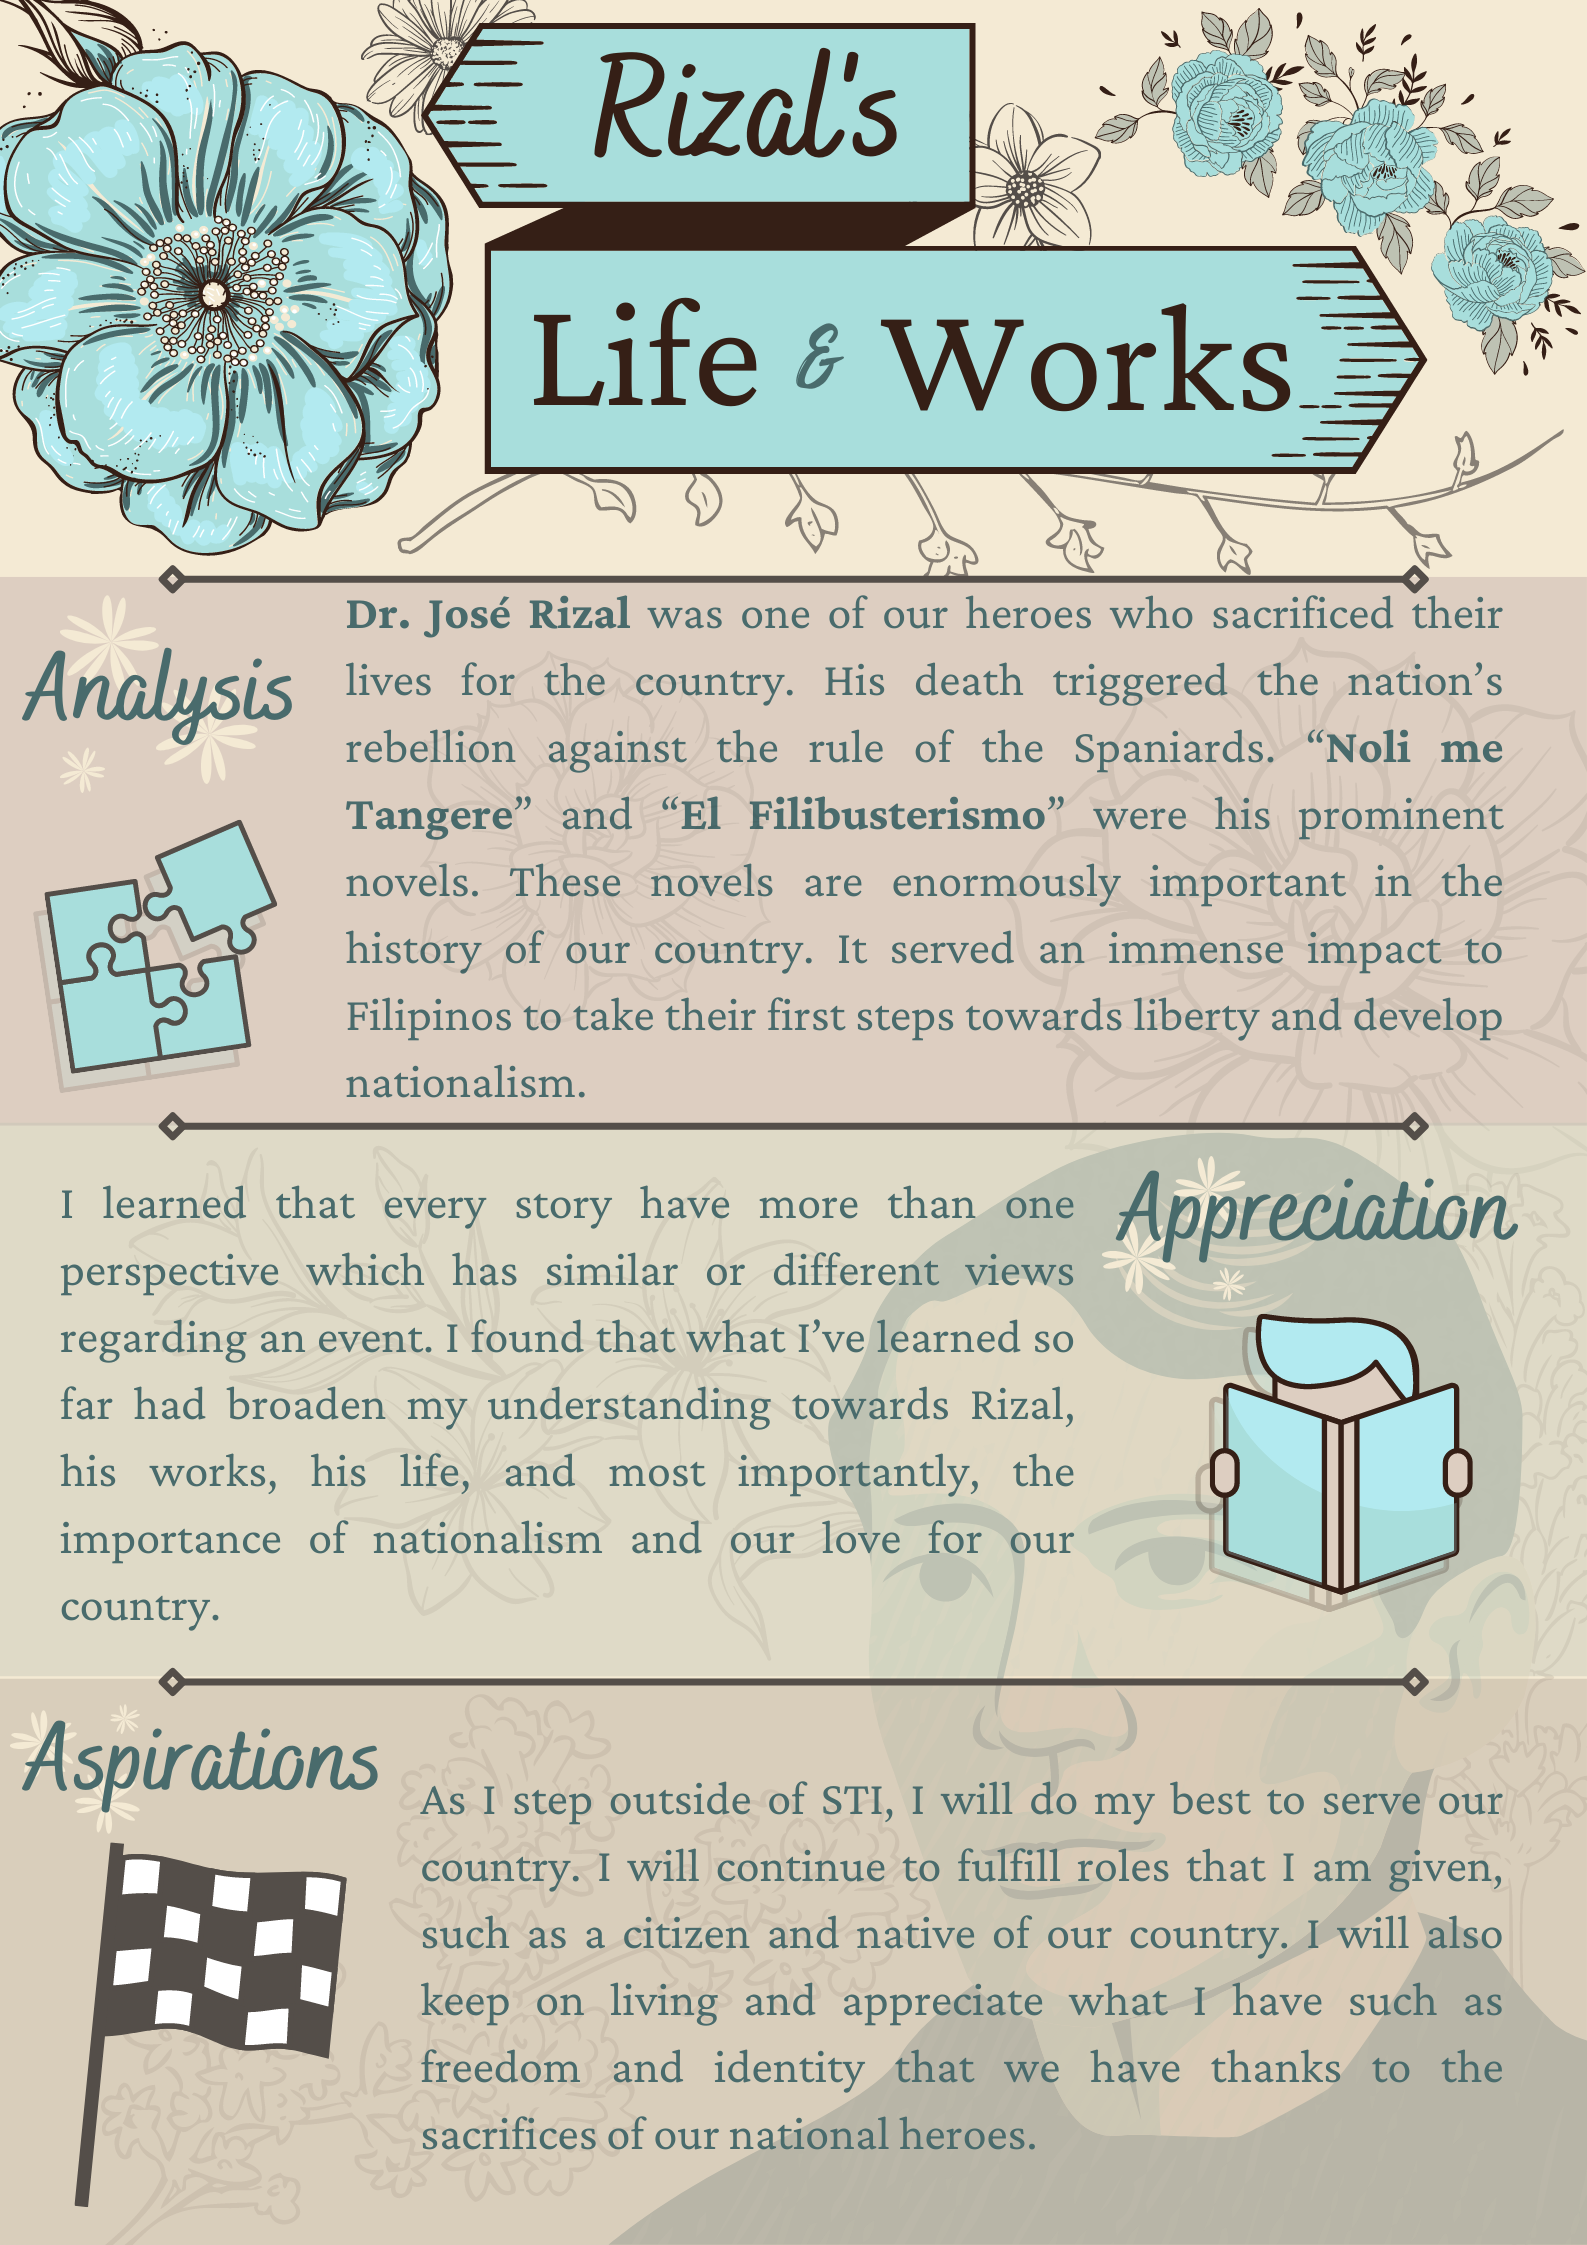 Rizal's
Life & Works
Analysis
Dr. José Rizal was one of our heroes who sacrificed their
lives for the country. His death triggered the nation’s
rebellion against the rule of the Spaniards. “Noli me
Tangere” and “El Filibusterismo” were his prominent
novels. These novels are enormously important in the
history of our country. It served an immense impact to
Filipinos to take their first steps towards liberty and develop
nationalism.
Appreciation
I learned that every story have more than one
perspective which has similar or different views
regarding an event. I found that what I’ve learned so
far had broaden my understanding towards Rizal,
his works, his life, and most importantly, the
importance of nationalism and our love for our
country.
Aspirations
As I step outside of STI, I will do my best to serve our
country. I will continue to fulfill roles that I am given,
such as a citizen and native of our country. I will also
keep on living and appreciate what I have such as
freedom and identity that we have thanks to the
sacrifices of our national heroes.